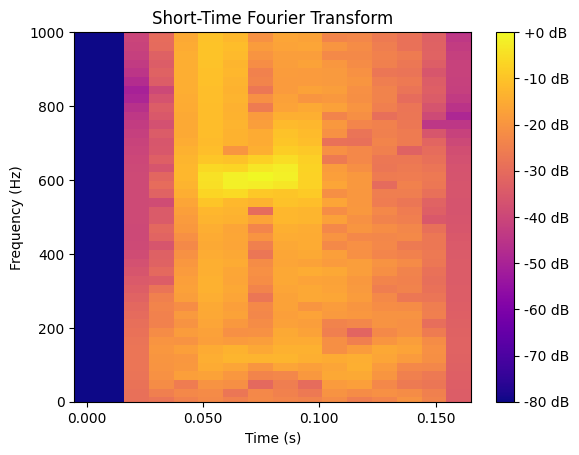 Short-Time Fourier Transform
Frequency (Hz)
1000
800
600
400
200
0
0.000
0.050
0.100
0.150
Time (s)
+0 dB
-10 dB
-20 dB
-30 dB
-40 dB
-50 dB
-60 dB
-70 dB
-80 dB